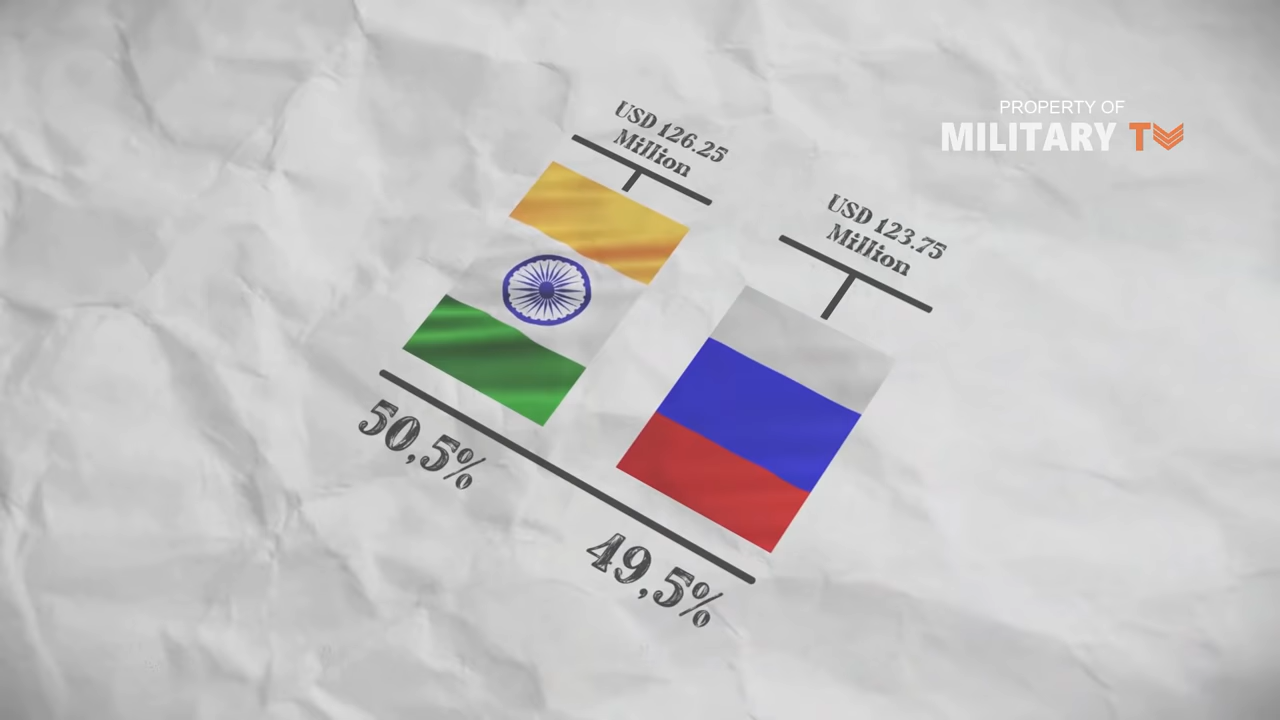 PROPERTY OF
MILITARY TV
USD 126.25
Million
USD 123.75
Million
50,5%
49,5%